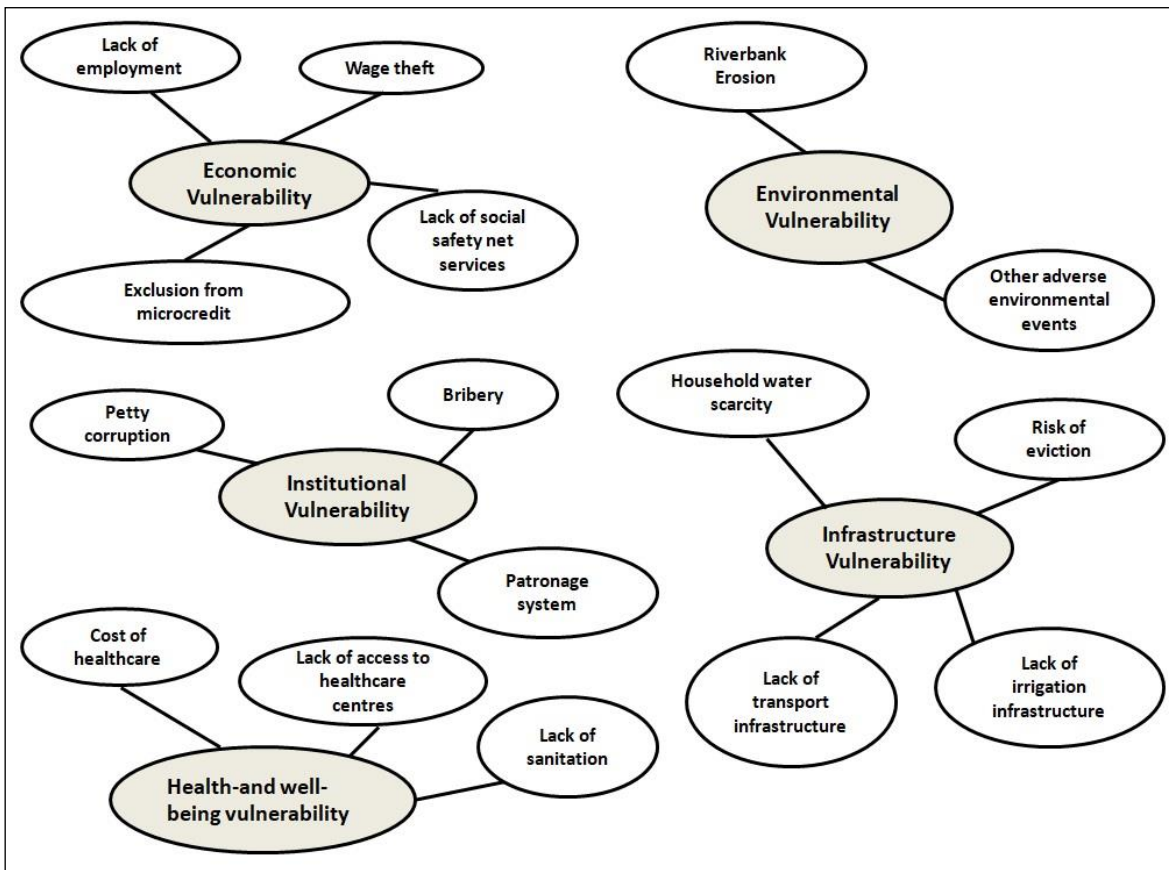 Lack of
employment
Wage theft
Economic
Vulnerability
Lack of social
safety net
services
Exclusion from
microcredit
Riverbank
Erosion
Environmental
Vulnerability
Other adverse
environmental
events
Petty
corruption
Bribery
Institutional
Vulnerability
Patronage
system
Household water
scarcity
Risk of
eviction
Infrastructure
Vulnerability
Lack of
transport
infrastructure
Lack of
irrigation
infrastructure
Cost of
healthcare
Lack of access to
healthcare
centres
Lack of
sanitation
Health-and well-
being vulnerability